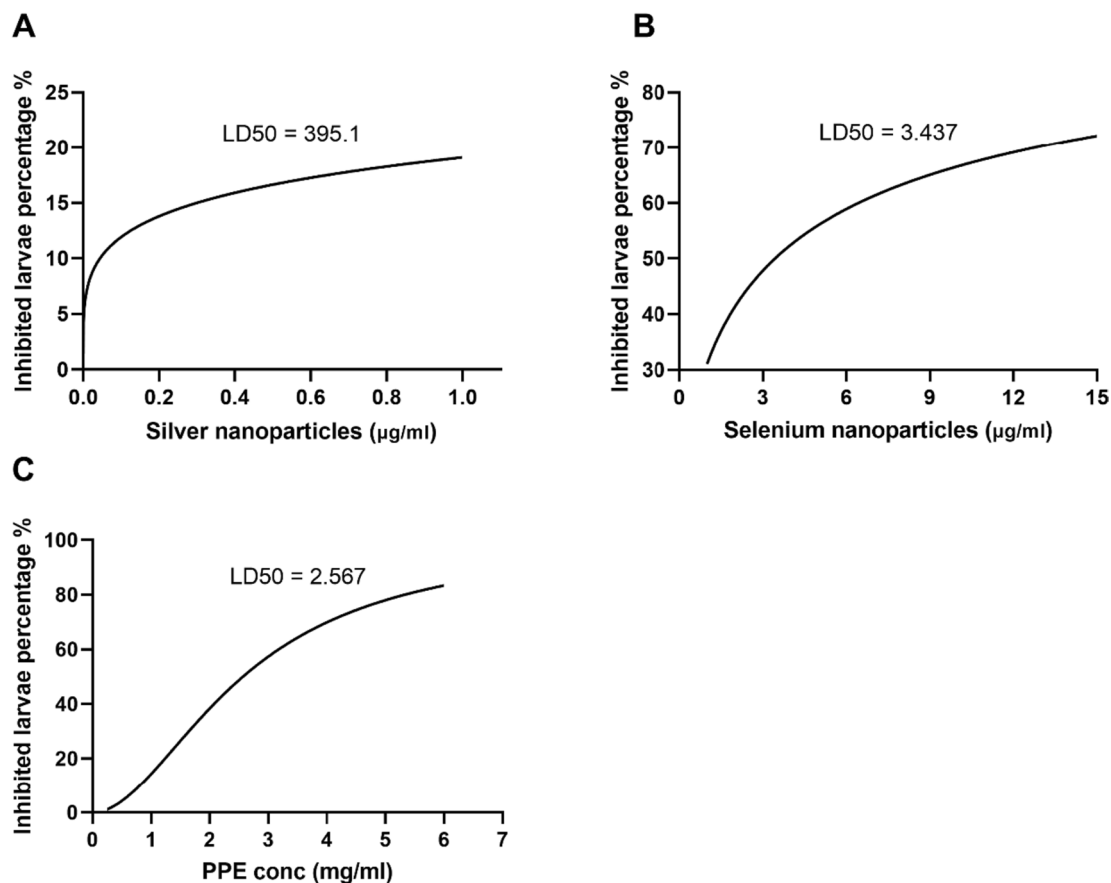 A
Inhibited larvae percentage %
25
20
15
10
5
0
LD50 = 395.1
0.0 0.2 0.4 0.6 0.8 1.0
Silver nanoparticles (µg/ml)
B
Inhibited larvae percentage %
80
70
60
50
40
30
LD50 = 3.437
0 3 6 9 12 15
Selenium nanoparticles (µg/ml)
C
Inhibited larvae percentage %
100
80
60
40
20
0
LD50 = 2.567
0 1 2 3 4 5 6 7
PPE conc (mg/ml)